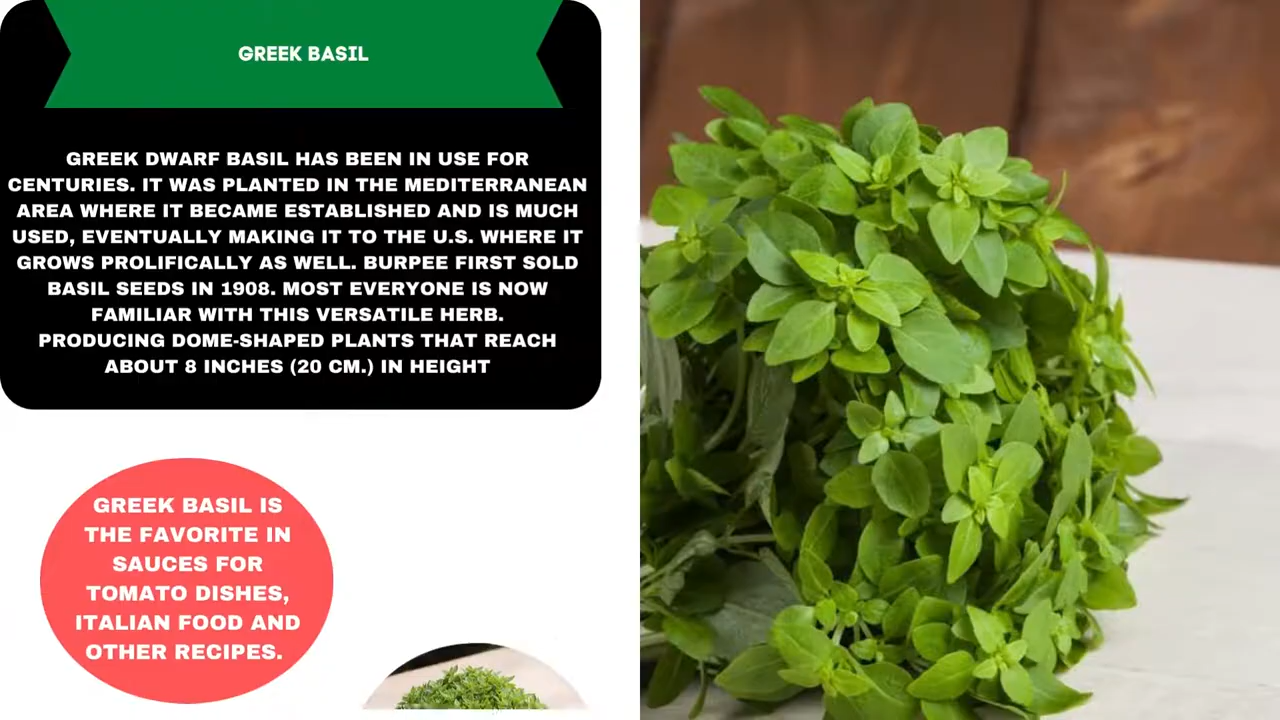 GREEK BASIL
GREEK DWARF BASIL HAS BEEN IN USE FOR
CENTURIES. IT WAS PLANTED IN THE MEDITERRANEAN
AREA WHERE IT BECAME ESTABLISHED AND IS MUCH
USED, EVENTUALLY MAKING IT TO THE U.S. WHERE IT
GROWS PROLIFICALLY AS WELL. BURPEE FIRST SOLD
BASIL SEEDS IN 1908. MOST EVERYONE IS NOW
FAMILIAR WITH THIS VERSATILE HERB.
PRODUCING DOME-SHAPED PLANTS THAT REACH
ABOUT 8 INCHES (20 CM.) IN HEIGHT
GREEK BASIL IS
THE FAVORITE IN
SAUCES FOR
TOMATO DISHES,
ITALIAN FOOD AND
OTHER RECIPES.